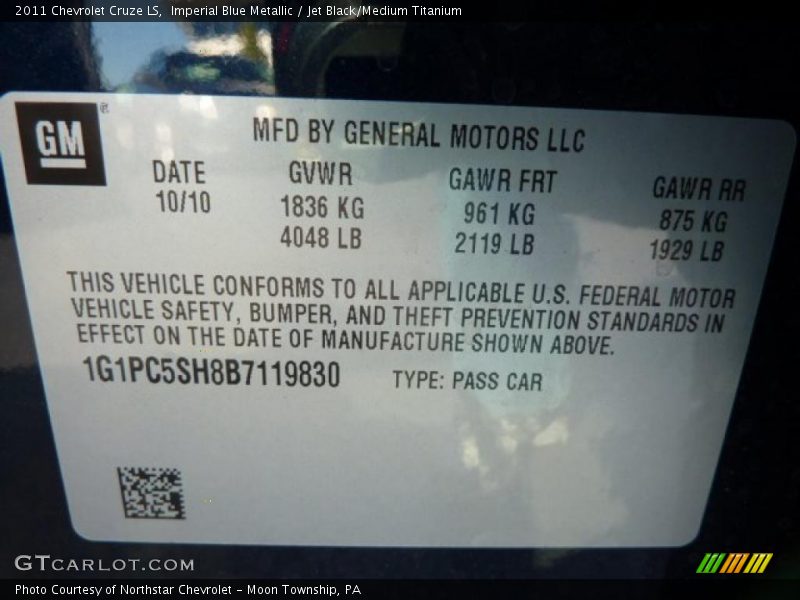 2011 Chevrolet Cruze LS, Imperial Blue Metallic / Jet Black/Medium Titanium
GM®
MFD BY GENERAL MOTORS LLC
DATE GVWR GAWR FRT GAWR RR
10/10 1836 KG 961 KG 875 KG
4048 LB 2119 LB 1929 LB
THIS VEHICLE CONFORMS TO ALL APPLICABLE U.S. FEDERAL MOTOR
VEHICLE SAFETY, BUMPER, AND THEFT PREVENTION STANDARDS IN
EFFECT ON THE DATE OF MANUFACTURE SHOWN ABOVE.
1G1PC5SH8B7119830 TYPE: PASS CAR
GTCARLOT.COM
Photo Courtesy of Northstar Chevrolet - Moon Township, PA